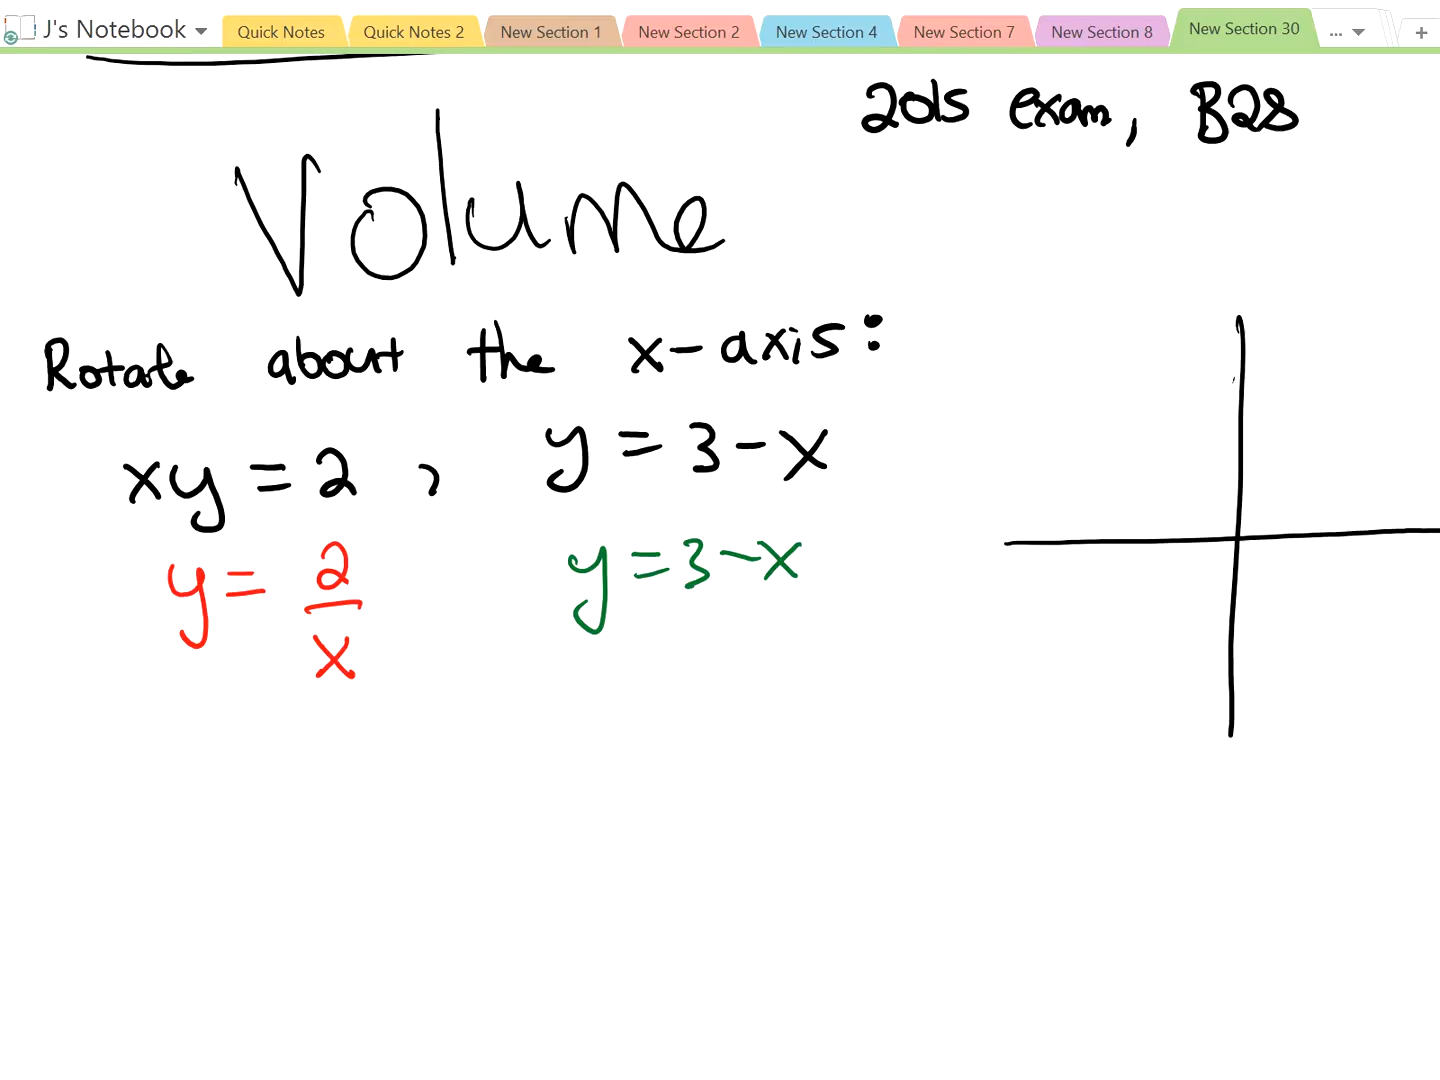 J's Notebook Quick Notes Quick Notes 2 New Section 1 New Section 2 New Section 4 New Section 7 New Section 8 New Section 30 ... +
2015 exam, B28
Volume
Rotate about the x-axis:
xy = 2 , y = 3 - x
y = 2/x y = 3 - x